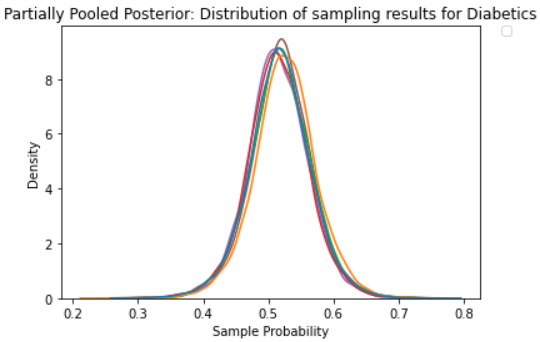 Partially Pooled Posterior: Distribution of sampling results for Diabetics
8
6
4
2
0
Density
0.2 0.3 0.4 0.5 0.6 0.7 0.8
Sample Probability